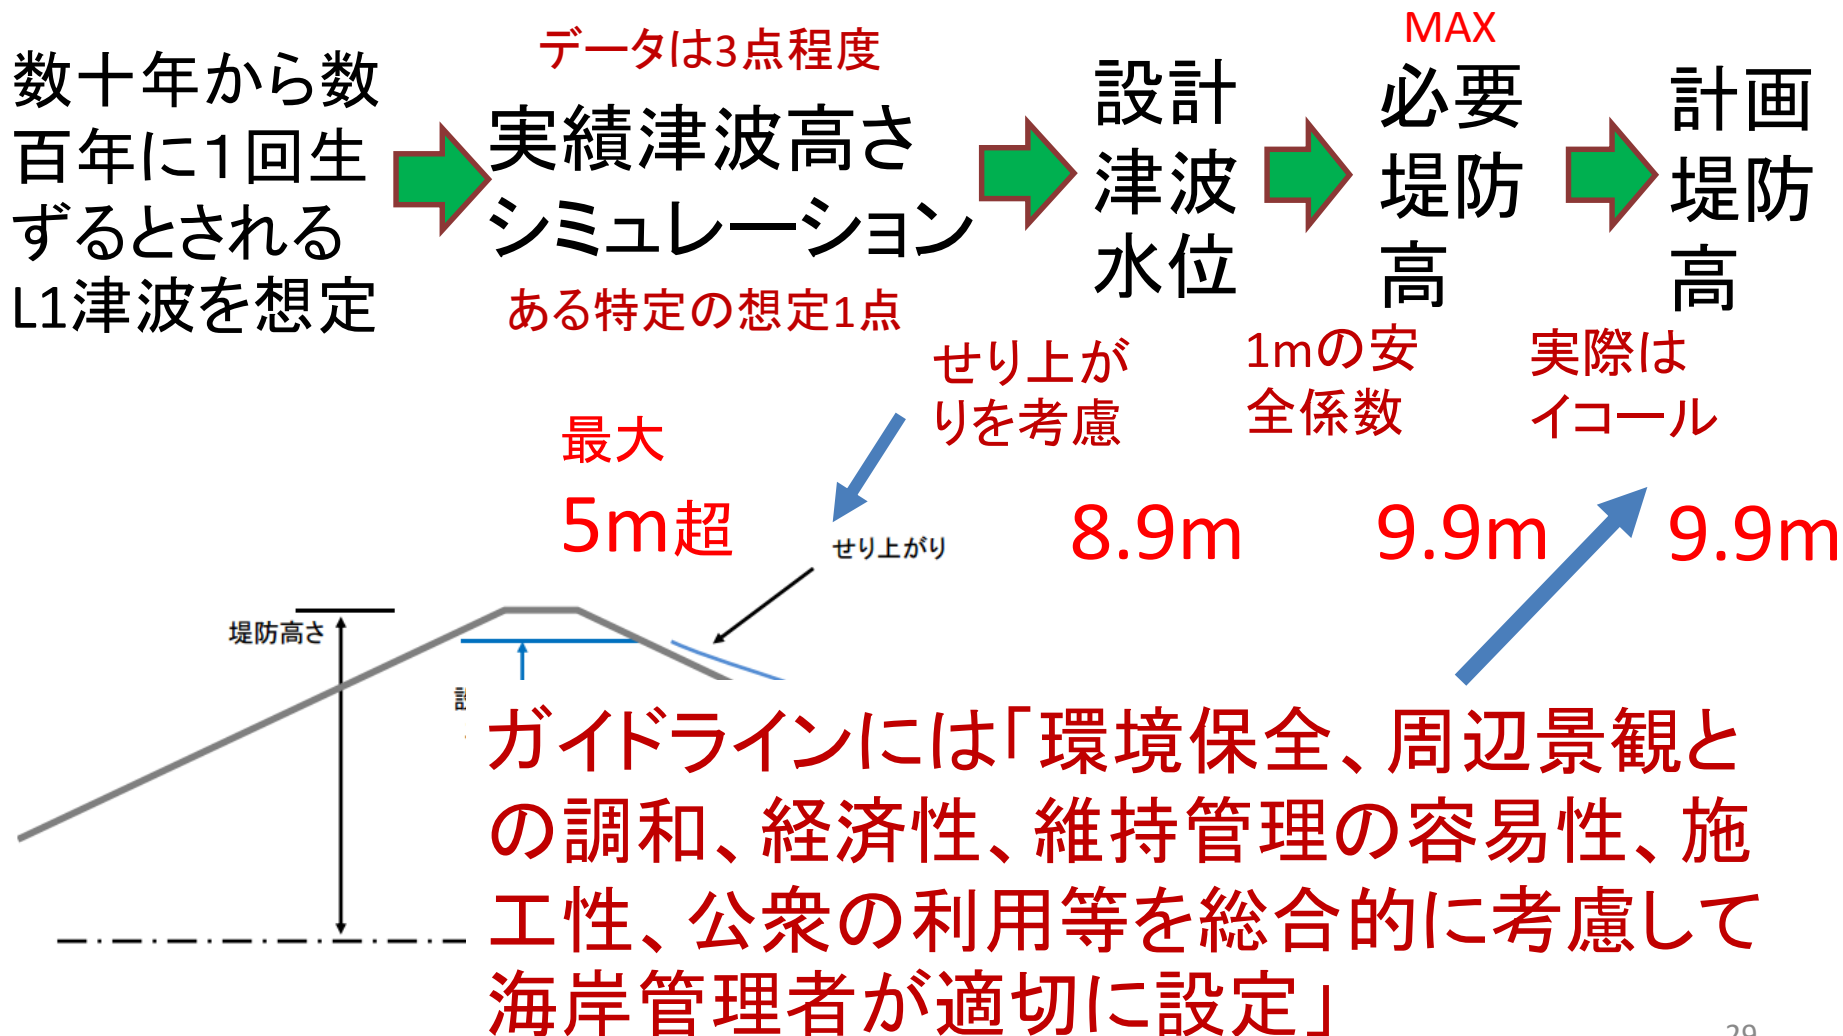 数十年から数
百年に１回生
ずるとされる
L1津波を想定
データは3点程度
実績津波高さ
シミュレーション
ある特定の想定1点
設計
津波
水位
MAX
必要
堤防
高
計画
堤防
高
せり上が
りを考慮
1mの安
全係数
実際は
イコール
最大
5m超
8.9m
9.9m
9.9m
せり上がり
堤防高さ
ガイドラインには「環境保全、周辺景観と
の調和、経済性、維持管理の容易性、施
工性、公衆の利用等を総合的に考慮して
海岸管理者が適切に設定」
29